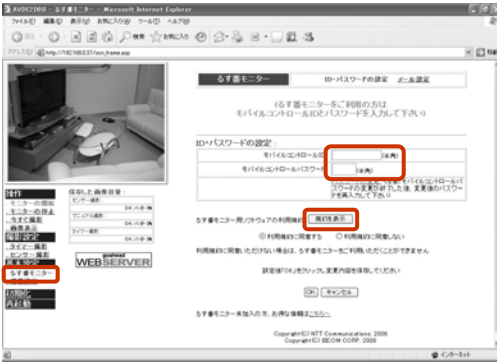 AVDE2000 - るす番モニター - Microsoft Internet Explorer
ファイル(F) 編集(E) 表示(V) お気に入り(A) ツール(T) ヘルプ(H)
戻る 検索 お気に入り
るす番モニター ID・パスワードの設定 メール設定
(るす番モニターをご利用の方は
モバイルコントロールIDとパスワードを入力して下さい)
ID・パスワードの設定 :
モバイルコントロールID (半角)
モバイルコントロールパスワード (半角)
るす番モニター用ソフトウェアの利用規約 規約を表示
利用規約に同意する 利用規約に同意しない
利用規約に同意いただけない場合は、るす番モニターをご利用いただくことができません
設定後「OK」をクリックし、変更内容を保存してください
OK キャンセル
るす番モニター未加入の方、お得な情報はこちらへ
Copyright(C) NTT Communications. 2006
Copyright(C) EECOM CORP. 2006
操作
モニターの開始
モニターの停止
今すぐ撮影
撮影設定
タイマー撮影
センサー撮影
基本設定
るす番モニター
初期化
再起動
保存した画像容量 :
センサー撮影
マニュアル撮影
タイマー撮影
goahead
WEBSERVER
インターネット